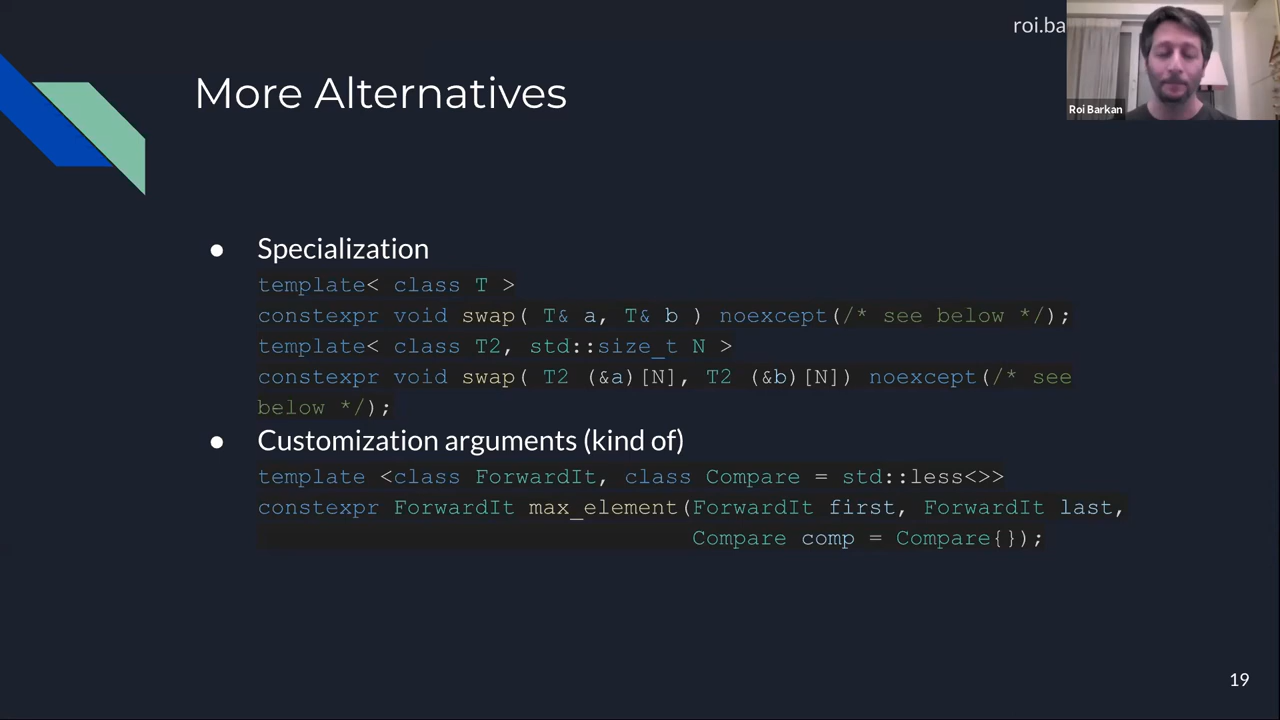 roi.ba
Roi Barkan
More Alternatives
● Specialization
template< class T >
constexpr void swap( T& a, T& b ) noexcept(/* see below */);
template< class T2, std::size_t N >
constexpr void swap( T2 (&a)[N], T2 (&b)[N]) noexcept(/* see
below */);
● Customization arguments (kind of)
template <class ForwardIt, class Compare = std::less<>>
constexpr ForwardIt max_element(ForwardIt first, ForwardIt last,
Compare comp = Compare{});
19